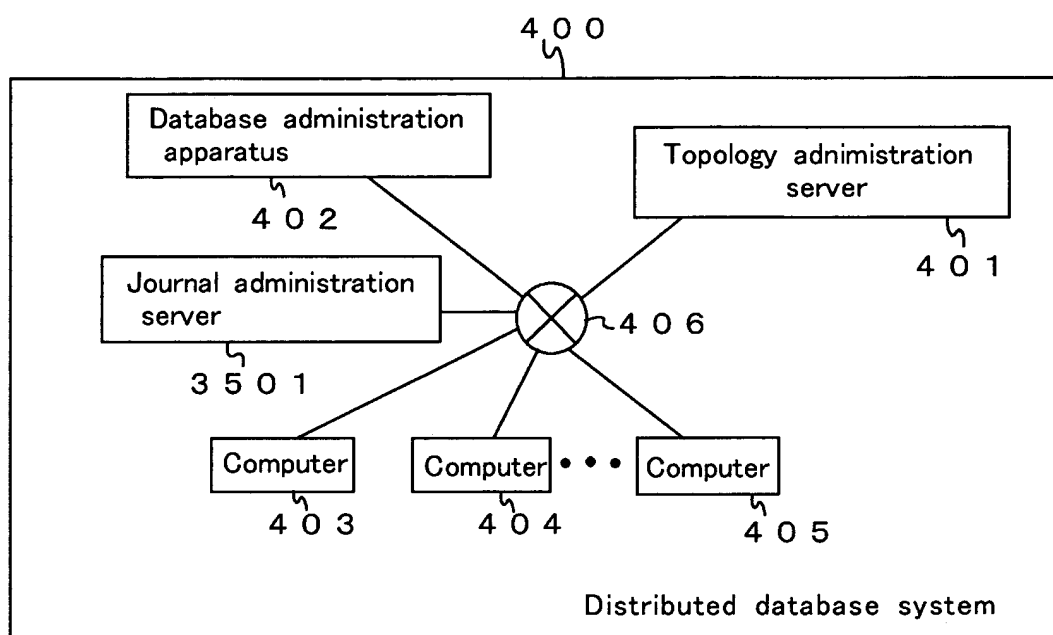 400
Database administration
apparatus
402
Topology adnimistration
server
401
Journal administration
server
3501
406
Computer
403
Computer
404
Computer
405
Distributed database system